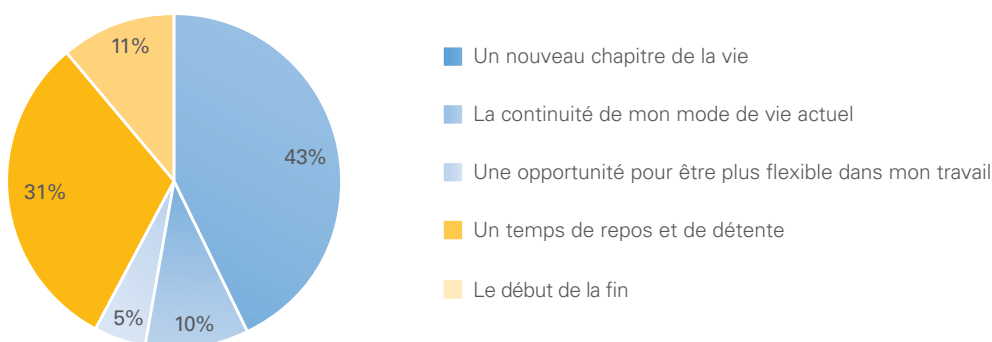 11%
43%
31%
5%
10%
Un nouveau chapitre de la vie
La continuité de mon mode de vie actuel
Une opportunité pour être plus flexible dans mon travail
Un temps de repos et de détente
Le début de la fin